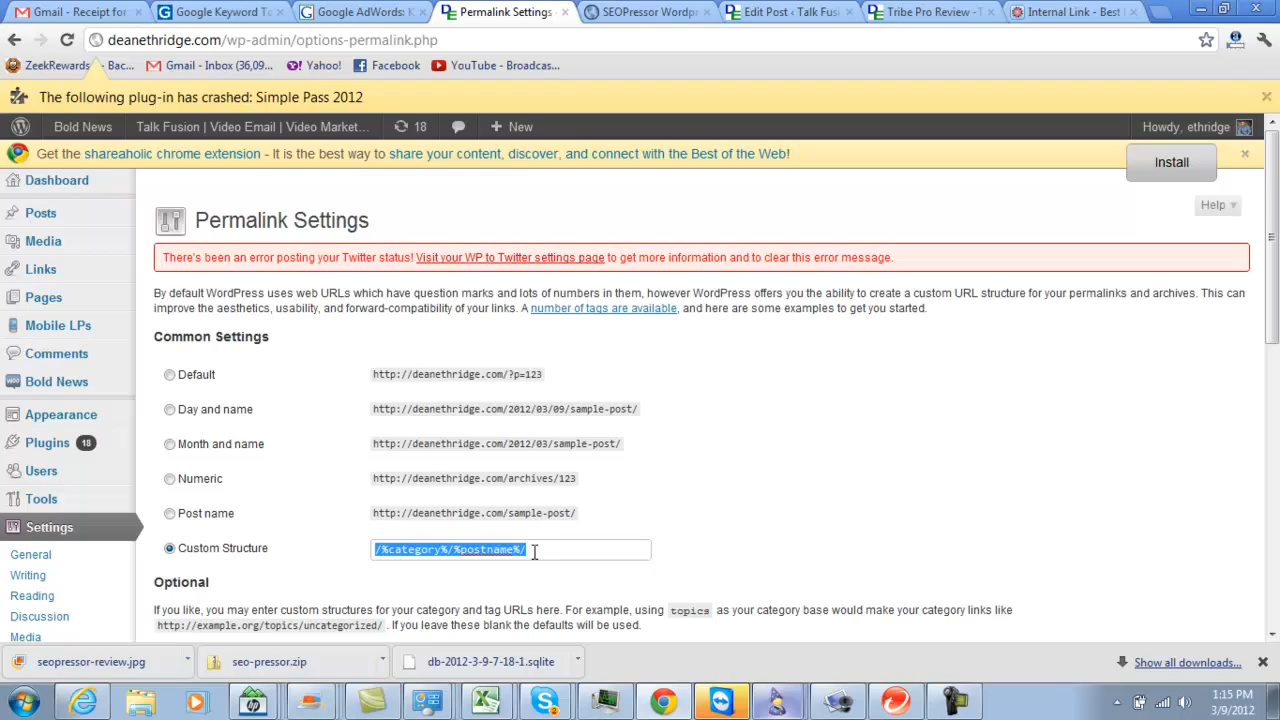 Gmail - Receipt for
Google Keyword To
Google AdWords: K
Permalink Settings
SEOPressor Wordpr
Edit Post ‹ Talk Fus
Tribe Pro Review - T
Internal Link - Best
deanethridge.com/wp-admin/options-permalink.php
ZeekRewards - Bac...
Gmail - Inbox (36,09...
Yahoo!
Facebook
YouTube - Broadcas...
The following plug-in has crashed: Simple Pass 2012
Bold News
Talk Fusion | Video Email | Video Market...
18
New
Howdy, ethridge
Get the shareaholic chrome extension - It is the best way to share your content, discover, and connect with the Best of the Web!
Install
Dashboard
Posts
Media
Links
Pages
Mobile LPs
Comments
Bold News
Appearance
Plugins 18
Users
Tools
Settings
General
Writing
Reading
Discussion
Media
Help
Permalink Settings
There's been an error posting your Twitter status! Visit your WP to Twitter settings page to get more information and to clear this error message.
By default WordPress uses web URLs which have question marks and lots of numbers in them, however WordPress offers you the ability to create a custom URL structure for your permalinks and archives. This can
improve the aesthetics, usability, and forward-compatibility of your links. A number of tags are available, and here are some examples to get you started.
Common Settings
Default http://deanethridge.com/?p=123
Day and name http://deanethridge.com/2012/03/09/sample-post/
Month and name http://deanethridge.com/2012/03/sample-post/
Numeric http://deanethridge.com/archives/123
Post name http://deanethridge.com/sample-post/
Custom Structure /%category%/%postname%/
Optional
If you like, you may enter custom structures for your category and tag URLs here. For example, using topics as your category base would make your category links like
http://example.org/topics/uncategorized/ . If you leave these blank the defaults will be used.
seopressor-review.jpg
seo-pressor.zip
db-2012-3-9-7-18-1.sqlite
Show all downloads...
1:15 PM
3/9/2012